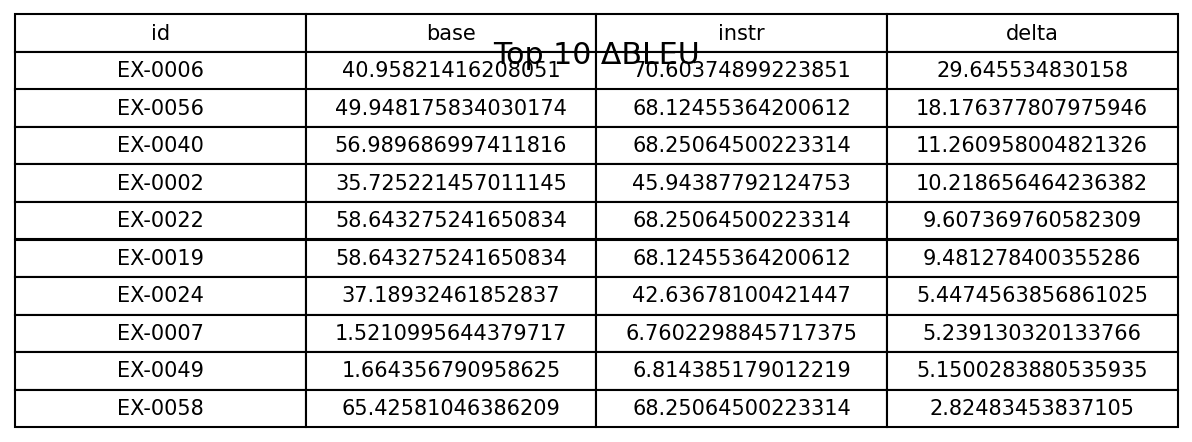 id base instr delta
Top 10 ΔBLEU
EX-0006 40.95821416208051 70.60374899223851 29.645534830158
EX-0056 49.948175834030174 68.12455364200612 18.176377807975946
EX-0040 56.989686997411816 68.25064500223314 11.260958004821326
EX-0002 35.725221457011145 45.94387792124753 10.218656464236382
EX-0022 58.643275241650834 68.25064500223314 9.607369760582309
EX-0019 58.643275241650834 68.12455364200612 9.481278400355286
EX-0024 37.18932461852837 42.63678100421447 5.4474563856861025
EX-0007 1.5210995644379717 6.7602298845717375 5.239130320133766
EX-0049 1.664356790958625 6.814385179012219 5.1500283880535935
EX-0058 65.42581046386209 68.25064500223314 2.82483453837105